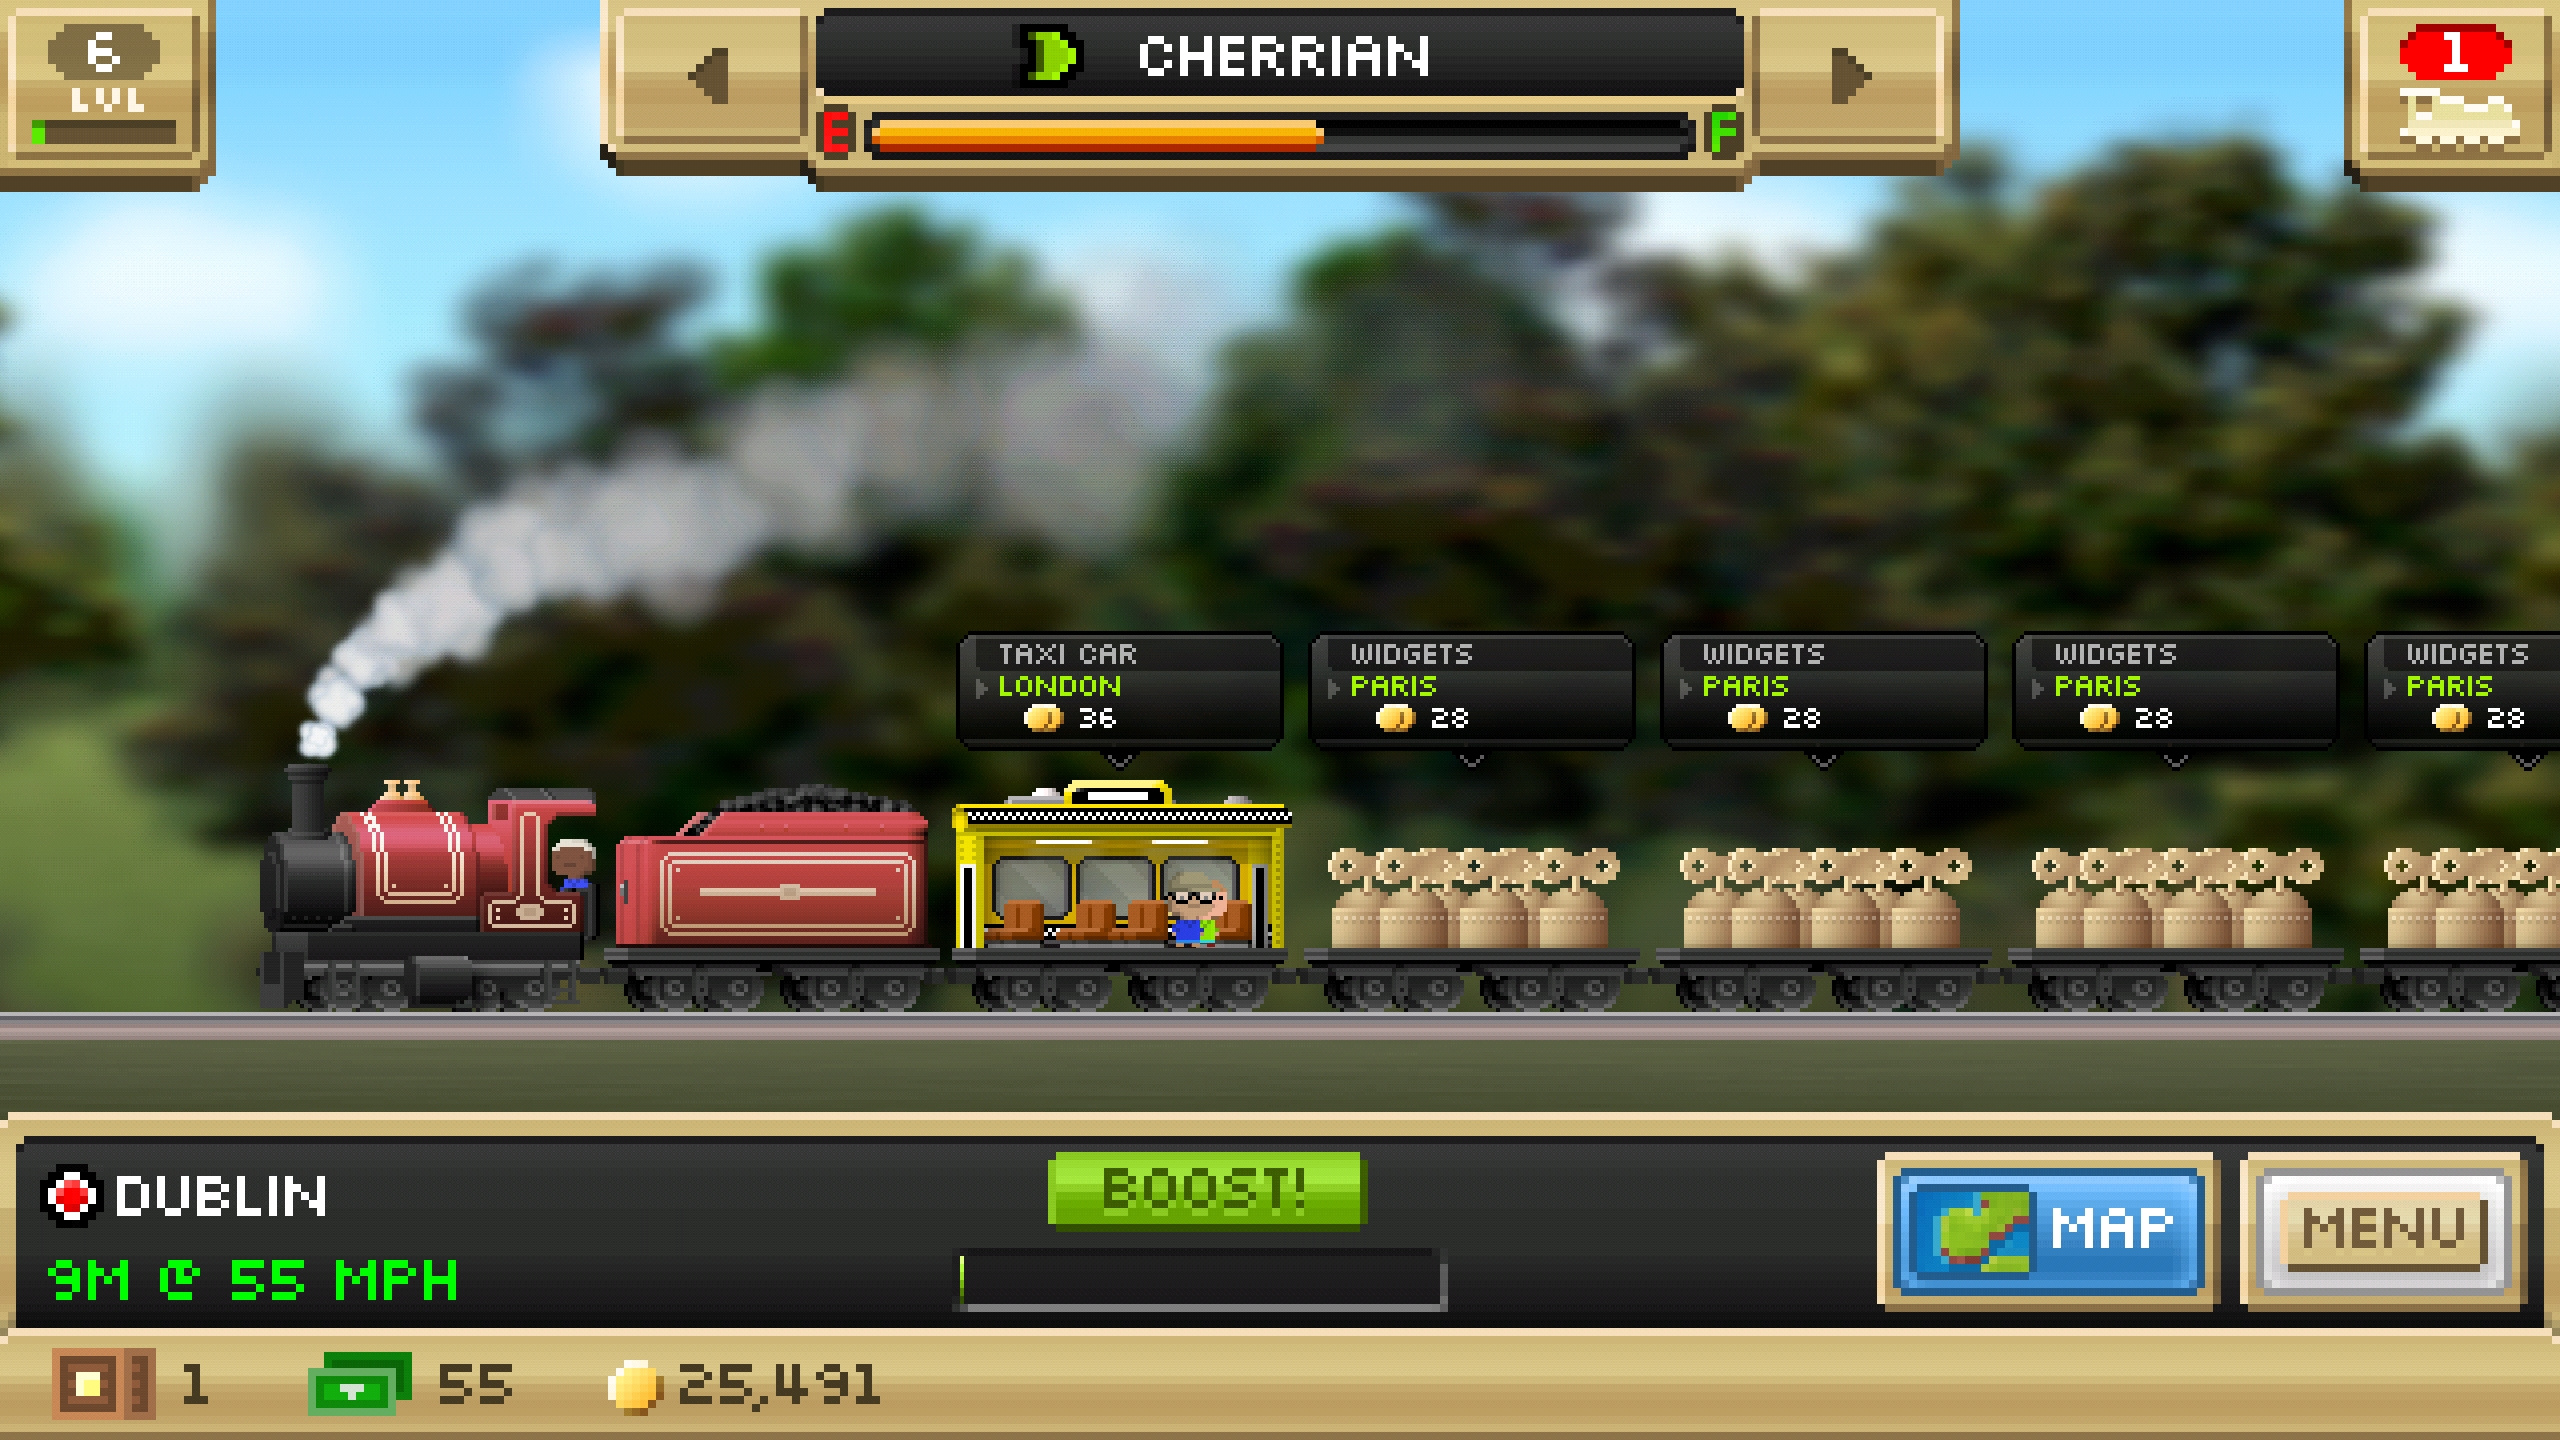 6
LVL
CHERRIAN
E F
1
TAXI CAR
LONDON
36
WIDGETS
PARIS
28
WIDGETS
PARIS
28
WIDGETS
PARIS
28
WIDGETS
PARIS
28
DUBLIN
9M @ 55 MPH
BOOST!
MAP
MENU
1
55
25,491